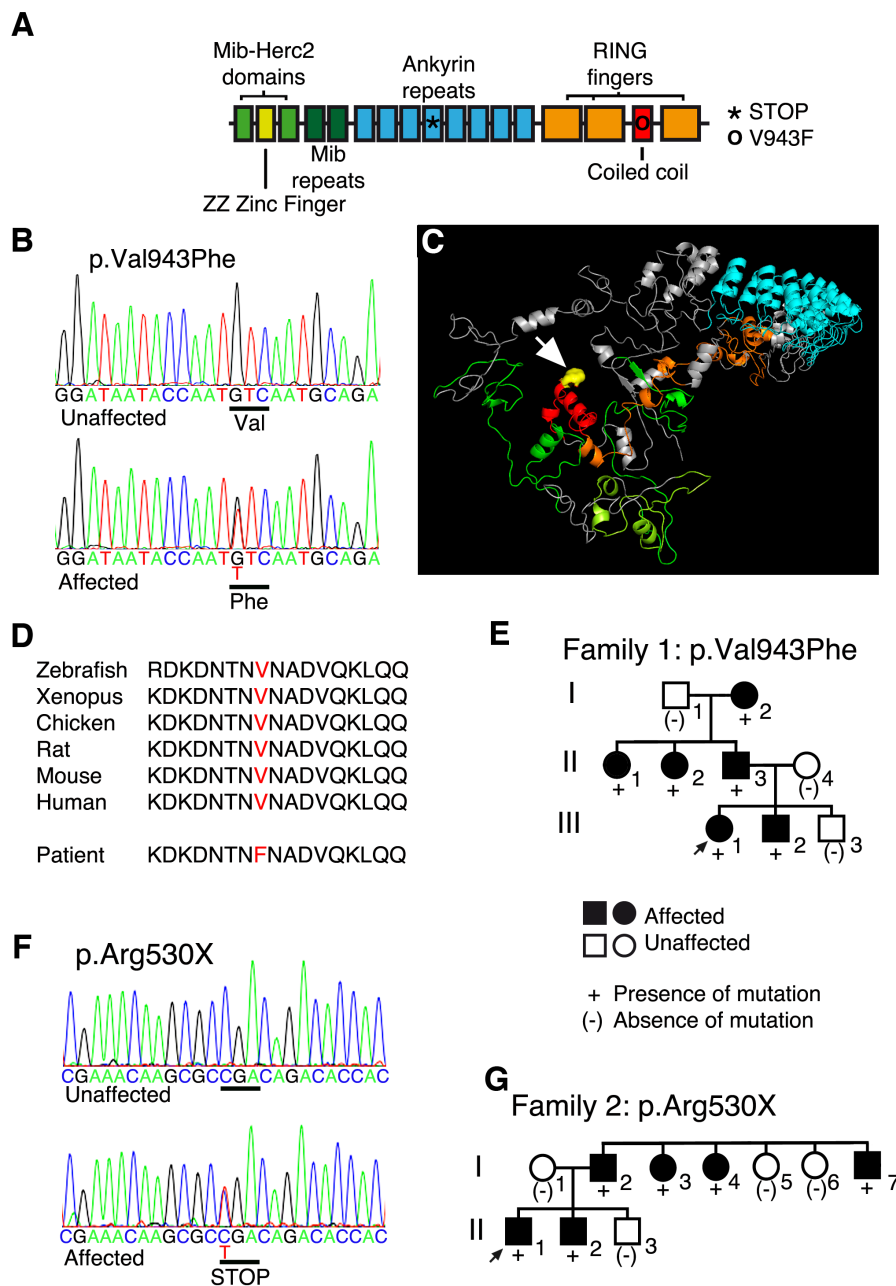 A
Mib-Herc2
domains
Ankyrin
repeats
RING
fingers
* STOP
o V943F
*
o
Mib
repeats
Coiled coil
ZZ Zinc Finger
B
p.Val943Phe
GGATAATACCAATGTCAATGCAGA
Unaffected
Val
GGATAATACCAATGTCAATGCAGA
T
Affected
Phe
C
D
Zebrafish RDKDNTNVNADVQKLQQ
Xenopus KDKDNTNVNADVQKLQQ
Chicken KDKDNTNVNADVQKLQQ
Rat KDKDNTNVNADVQKLQQ
Mouse KDKDNTNVNADVQKLQQ
Human KDKDNTNVNADVQKLQQ
Patient KDKDNTNFNADVQKLQQ
E
Family 1: p.Val943Phe
I
(-) 1 + 2
II
+ 1 + 2 + 3 (-) 4
III
+ 1 + 2 (-) 3
Affected
Unaffected
+ Presence of mutation
(-) Absence of mutation
F
p.Arg530X
CGAAACAAGCGCCGACAGACACCAC
Unaffected
CGAAACAAGCGCCGACAGACACCAC
T
Affected
STOP
G
Family 2: p.Arg530X
I
(-) 1 + 2 + 3 + 4 (-) 5 (-) 6 + 7
II
+ 1 + 2 (-) 3